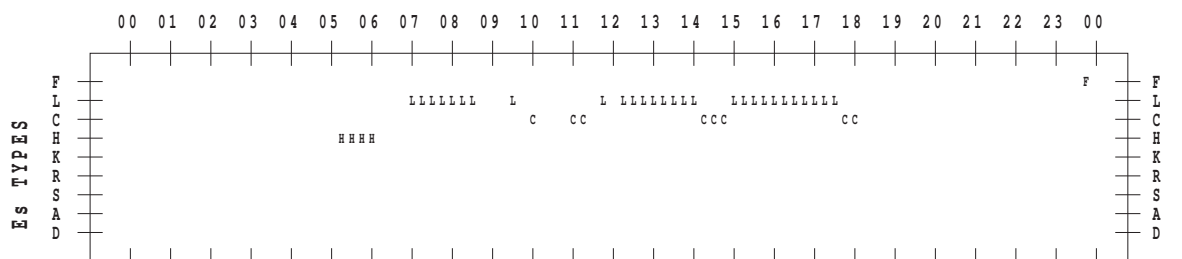 00 01 02 03 04 05 06 07 08 09 10 11 12 13 14 15 16 17 18 19 20 21 22 23 00
F F F
L LLLLLLL L L LLLLLLLL LLLLLLLLLLL L
C C CC CCC CC C
H HHHH H
K K
R R
S S
A A
D D
Es TYPES